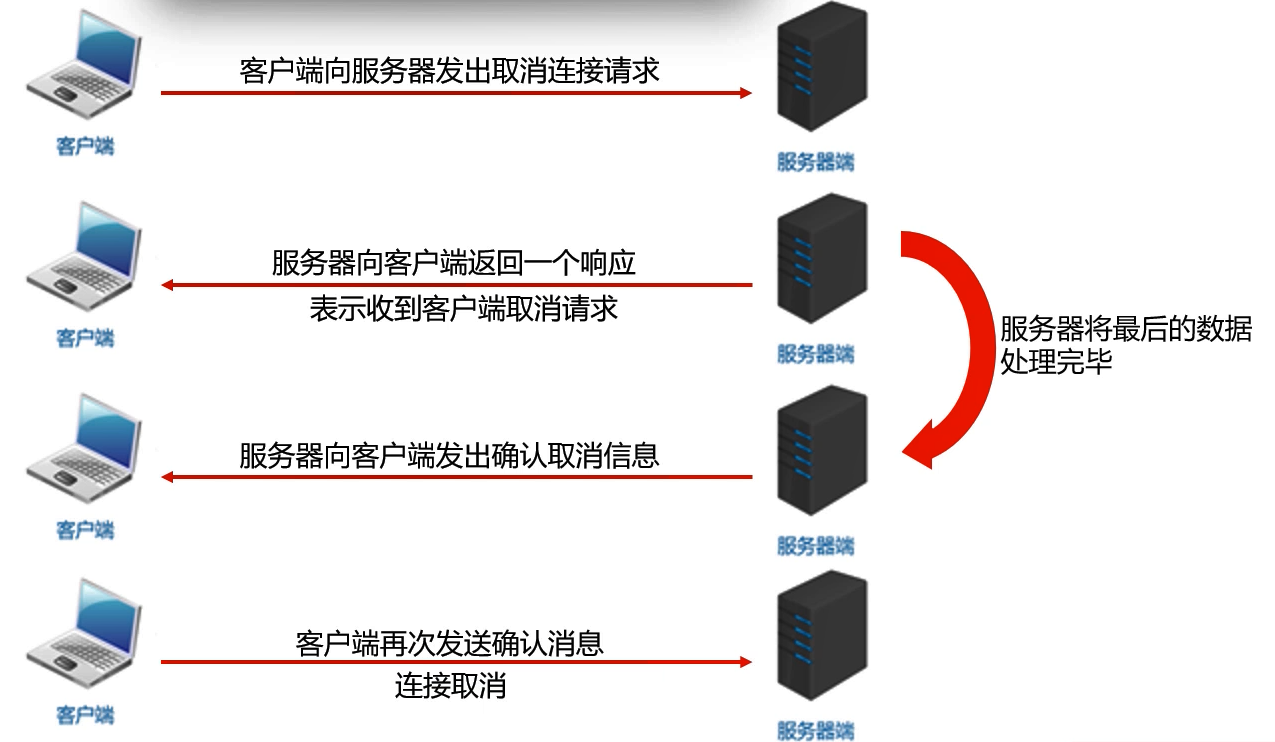 客户端向服务器发出取消连接请求
客户端
服务器端
服务器向客户端返回一个响应
表示收到客户端取消请求
客户端
服务器端
服务器将最后的数据
处理完毕
服务器向客户端发出确认取消信息
客户端
服务器端
客户端再次发送确认消息
连接取消
客户端
服务器端